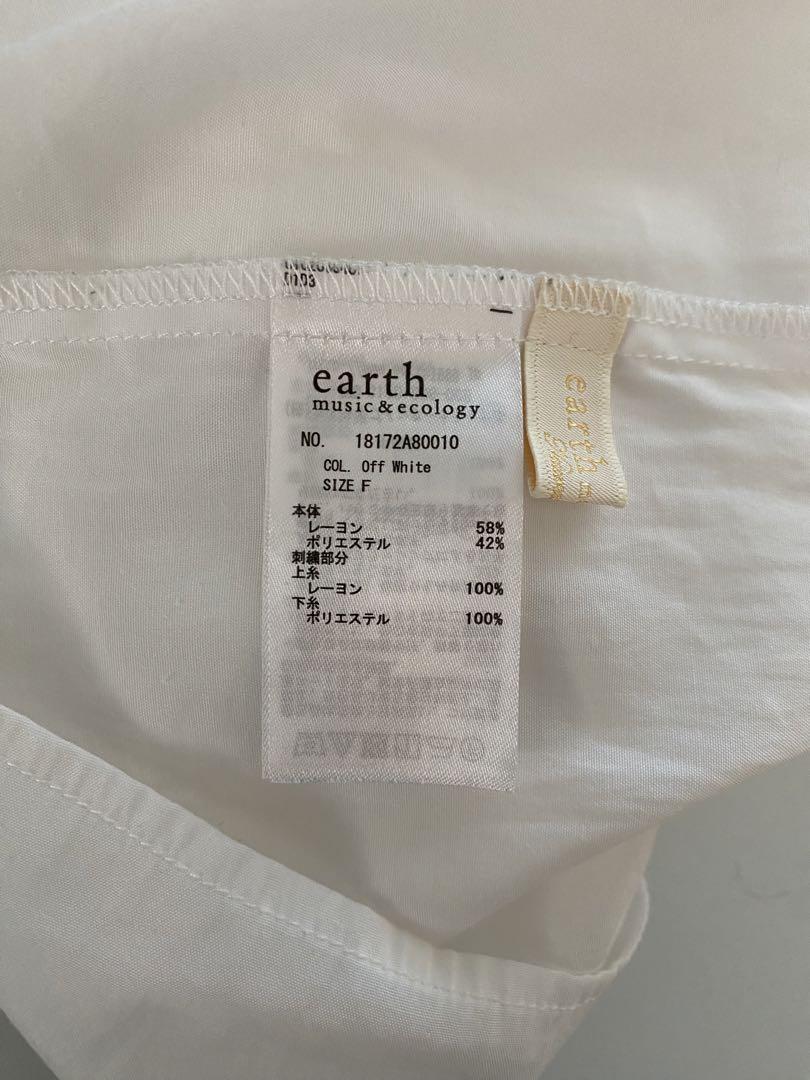 earth
music&ecology
NO. 18172A80010
COL. Off White
SIZE F
本体
レーヨン 58%
ポリエステル 42%
刺繍部分
上糸
レーヨン 100%
下糸
ポリエステル 100%
earth